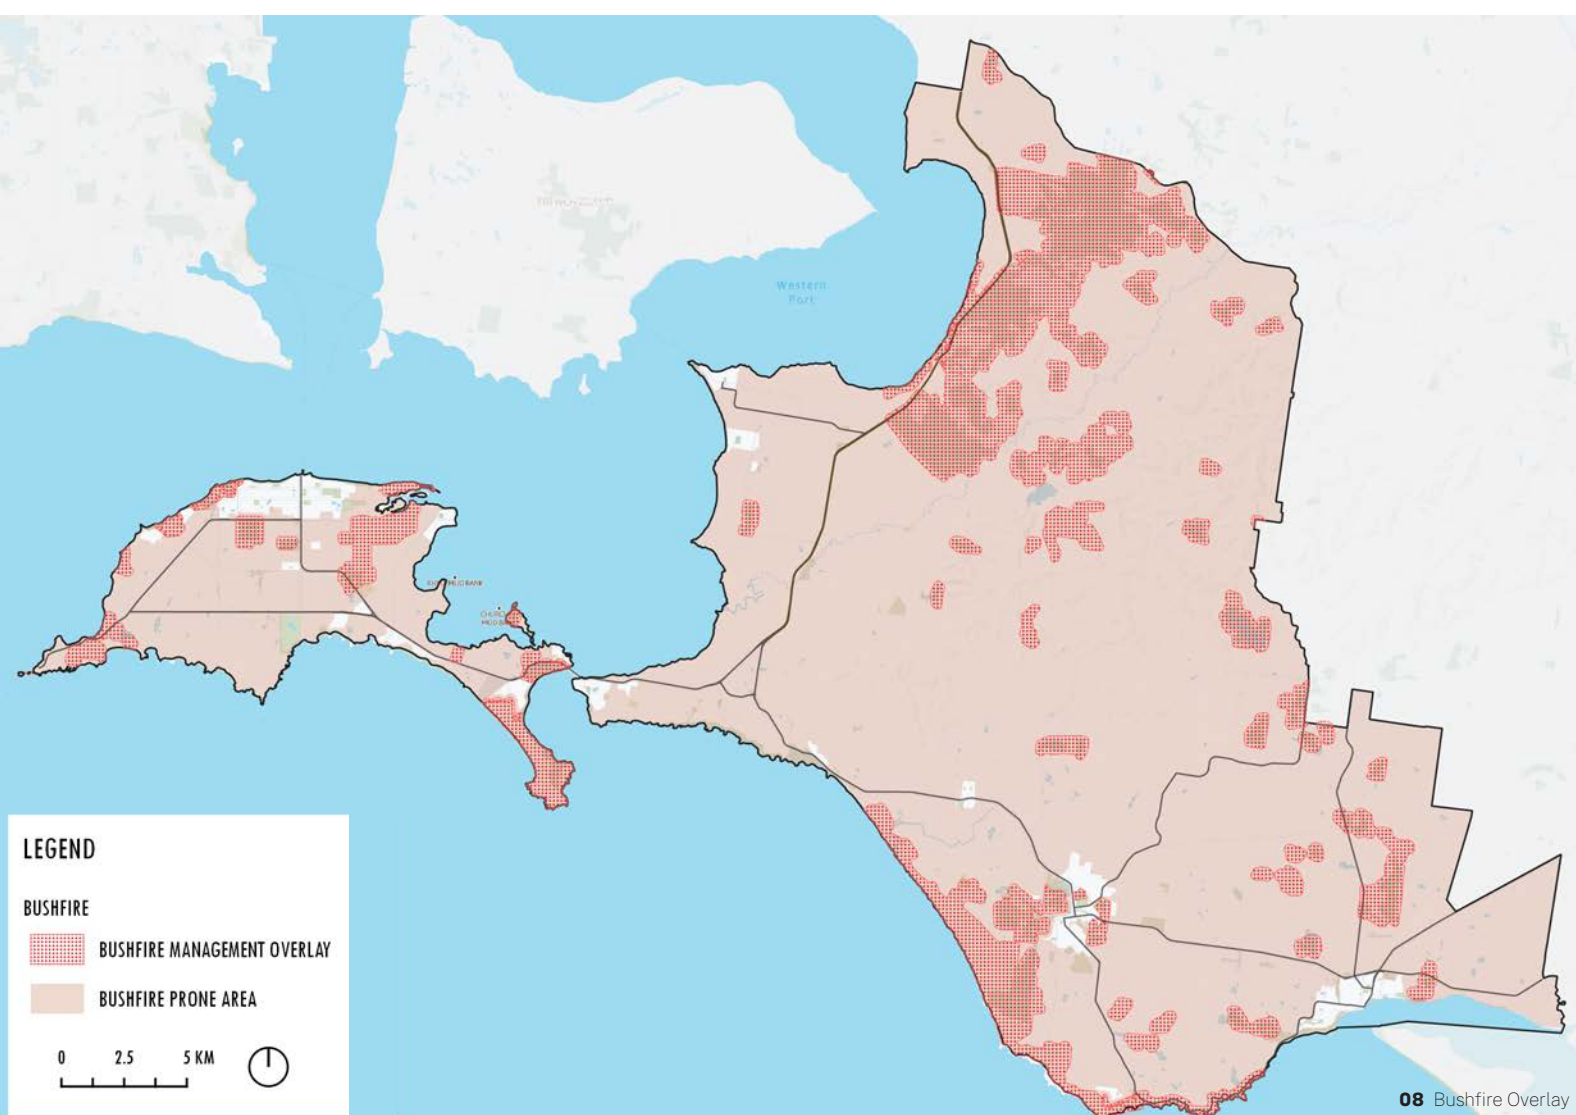 Western
Port
LEGEND
BUSHFIRE
BUSHFIRE MANAGEMENT OVERLAY
BUSHFIRE PRONE AREA
0 2.5 5 KM
08 Bushfire Overlay